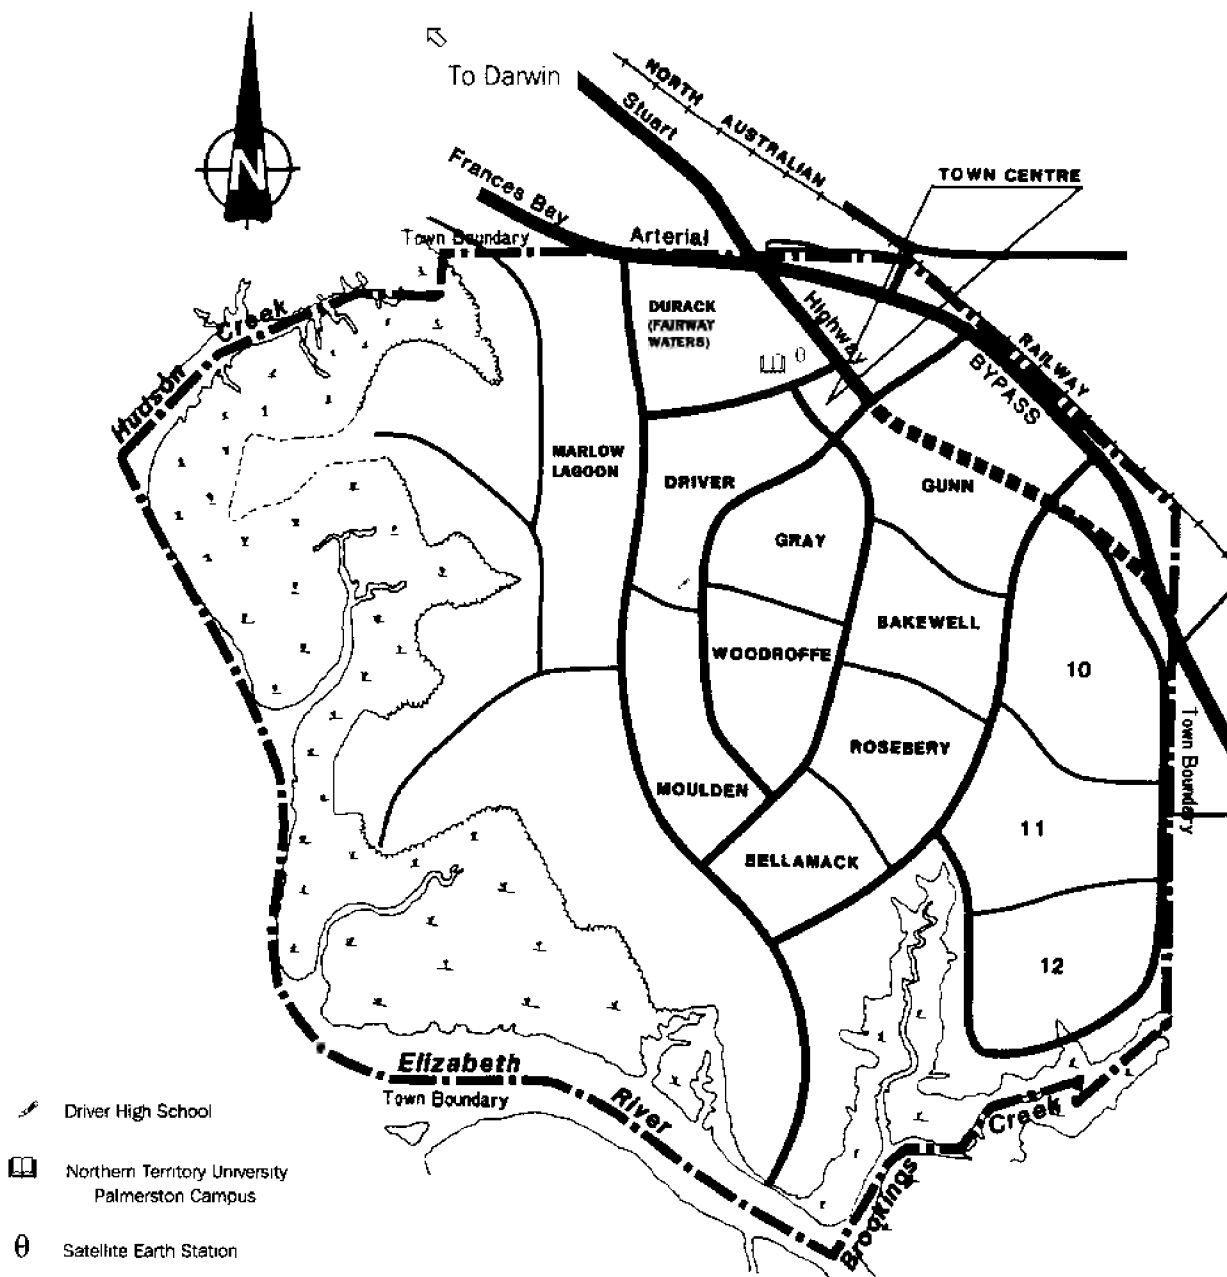 N
To Darwin
NORTH AUSTRALIAN
RAILWAY
Stuart
Highway
Frances Bay
Arterial
TOWN CENTRE
Town Boundary
Hudson
Creek
DURACK
(FAIRWAY
WATERS)
θ
BYPASS
MARLOW
LAGOON
DRIVER
GUNN
GRAY
BAKEWELL
WOODROFFE
10
ROSEBERY
Town Boundary
MOULDEN
11
BELLAMACK
12
Elizabeth
River
Town Boundary
Brookings
Creek
Driver High School
Northern Territory University
Palmerston Campus
θ Satellite Earth Station